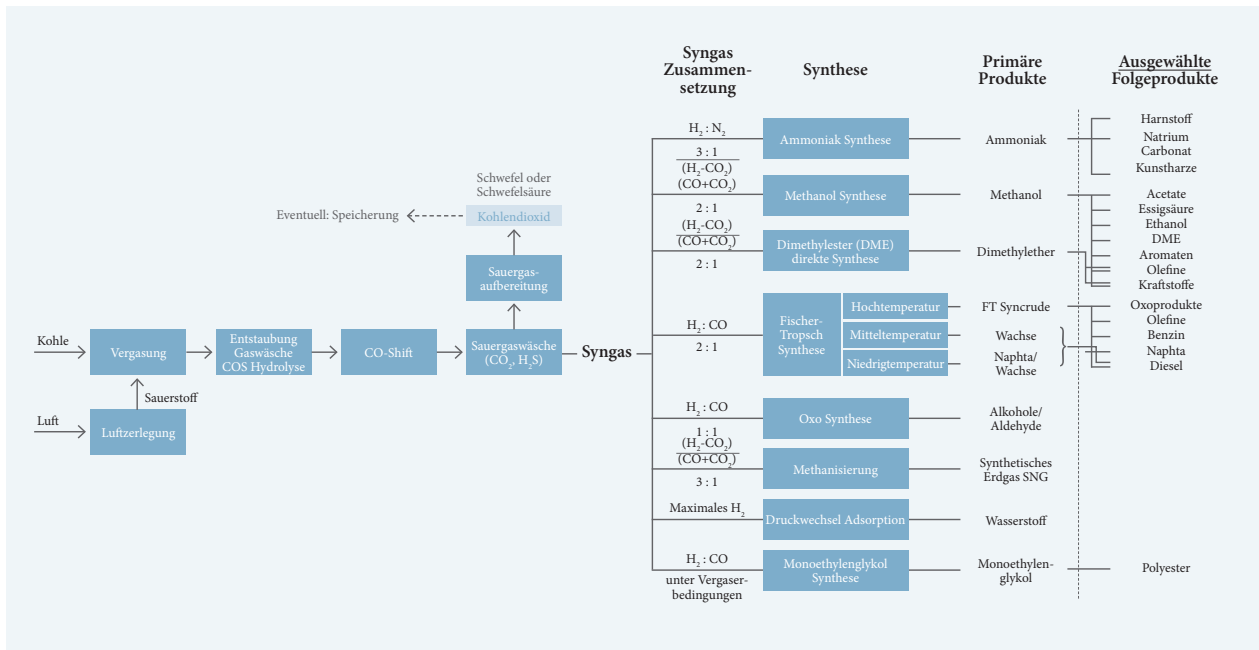 Syngas
Zusammen-
setzung
Synthese
Primäre
Produkte
Ausgewählte
Folgeprodukte
Kohle
Vergasung
Luft
Luftzerlegung
Sauerstoff
Entstaubung
Gaswäsche
COS Hydrolyse
CO-Shift
Sauergaswäsche
(CO₂, H₂S)
Sauergas-
aufbereitung
Kohlendioxid
Schwefel oder
Schwefelsäure
Eventuell: Speicherung
Syngas
H₂ : N₂
3 : 1
Ammoniak Synthese
Ammoniak
Harnstoff
Natrium
Carbonat
Kunstharze
(H₂-CO₂)
(CO+CO₂)
2 : 1
Methanol Synthese
Methanol
Acetate
Essigsäure
Ethanol
DME
Aromaten
Olefine
Kraftstoffe
(H₂-CO₂)
(CO+CO₂)
2 : 1
Dimethylester (DME)
direkte Synthese
Dimethylether
H₂ : CO
2 : 1
Fischer-
Tropsch
Synthese
Hochtemperatur
FT Syncrude
Mitteltemperatur
Wachse
Niedrigtemperatur
Naphta/
Wachse
Oxoprodukte
Olefine
Benzin
Naphta
Diesel
H₂ : CO
1 : 1
Oxo Synthese
Alkohole/
Aldehyde
(H₂-CO₂)
(CO+CO₂)
3 : 1
Methanisierung
Synthetisches
Erdgas SNG
Maximales H₂
Druckwechsel Adsorption
Wasserstoff
H₂ : CO
unter Vergaser-
bedingungen
Monoethylenglykol
Synthese
Monoethylen-
glykol
Polyester